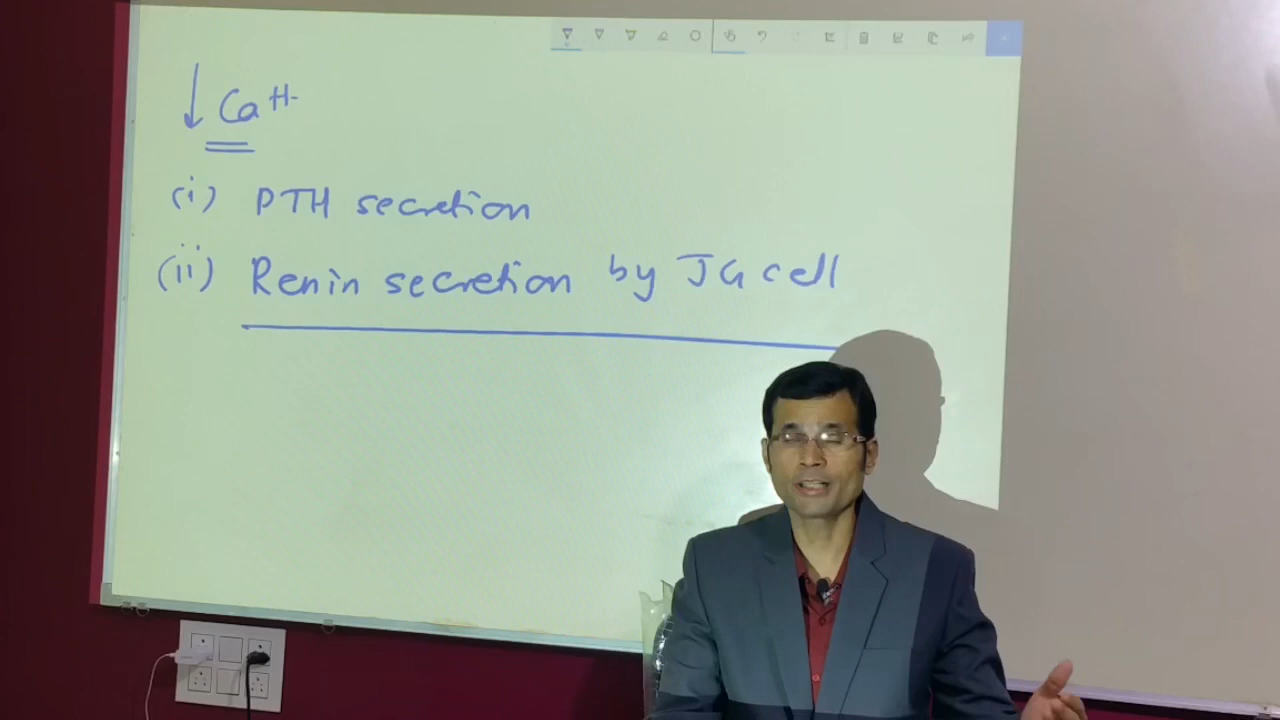 ↓ Ca++
(i) PTH secretion
(ii) Renin secretion by JG cell